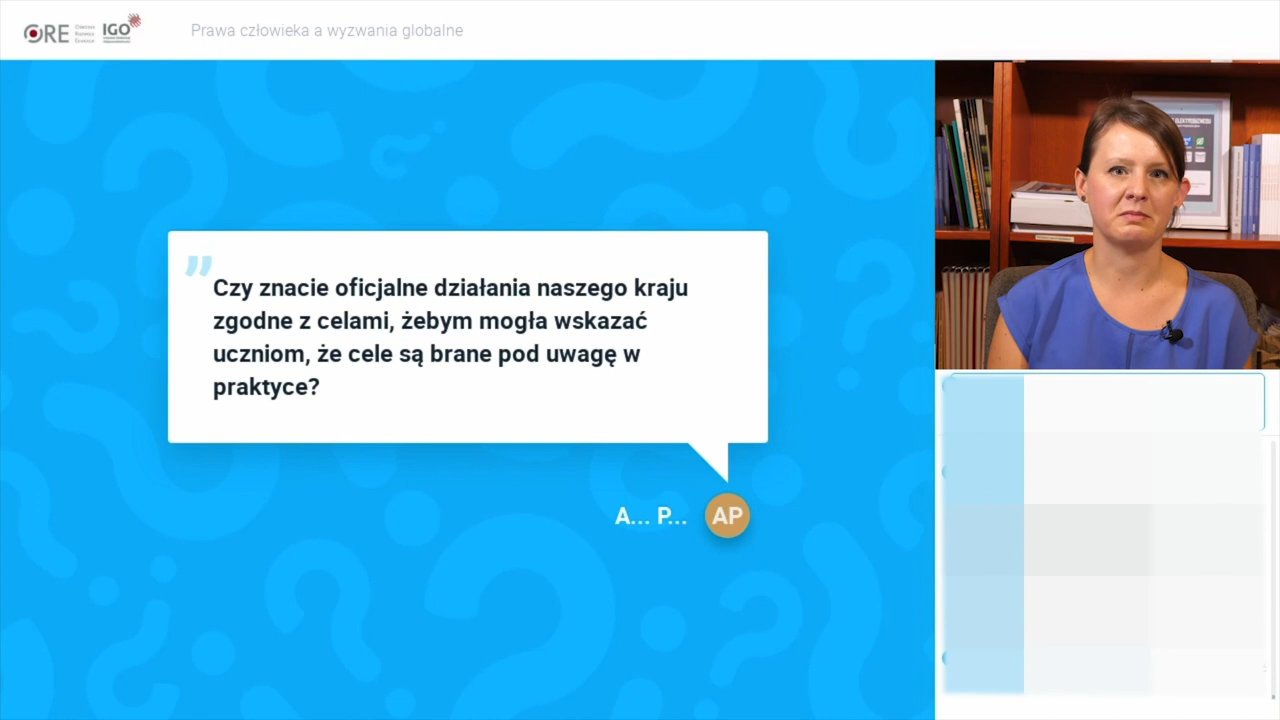 ORE
IGO
Prawa człowieka a wyzwania globalne
Czy znacie oficjalne działania naszego kraju
zgodne z celami, żebym mogła wskazać
uczniom, że cele są brane pod uwagę w
praktyce?
A... P...
AP